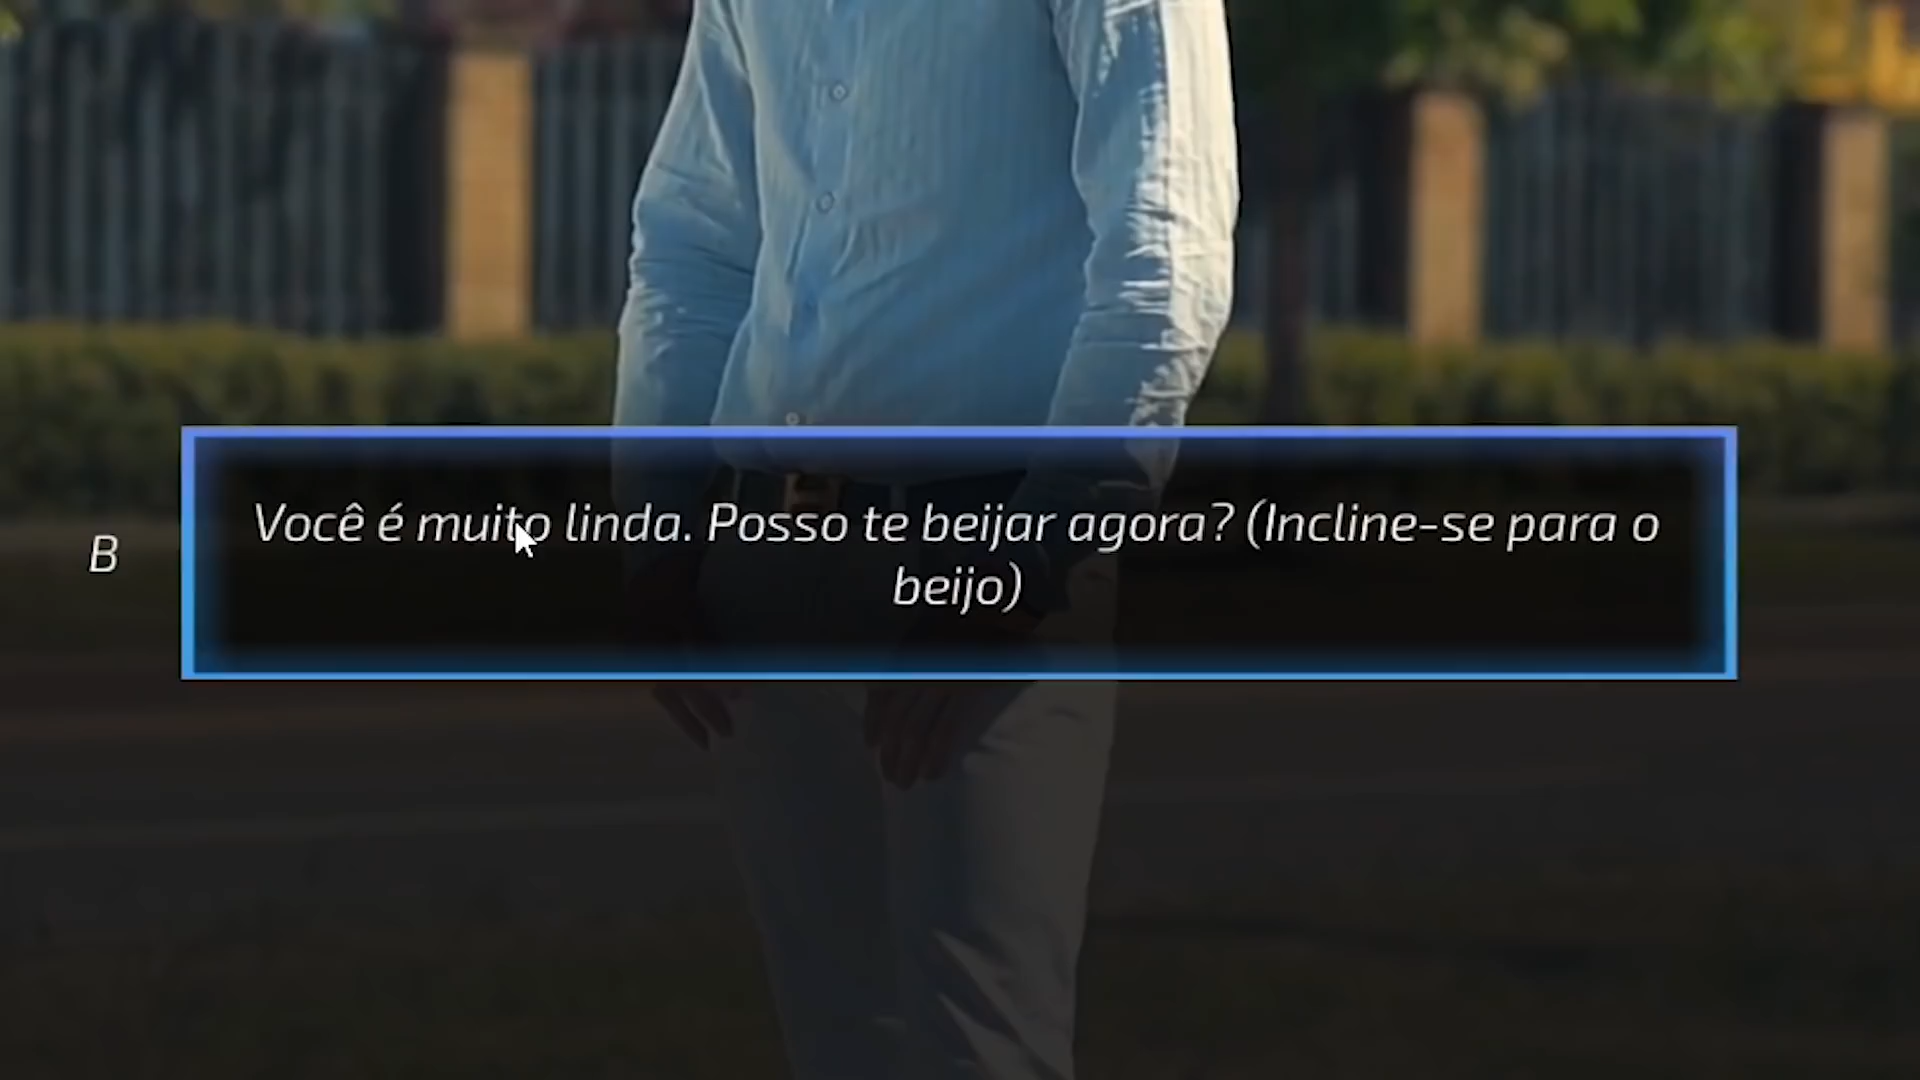 B
Você é muito linda. Posso te beijar agora? (Incline-se para o
beijo)